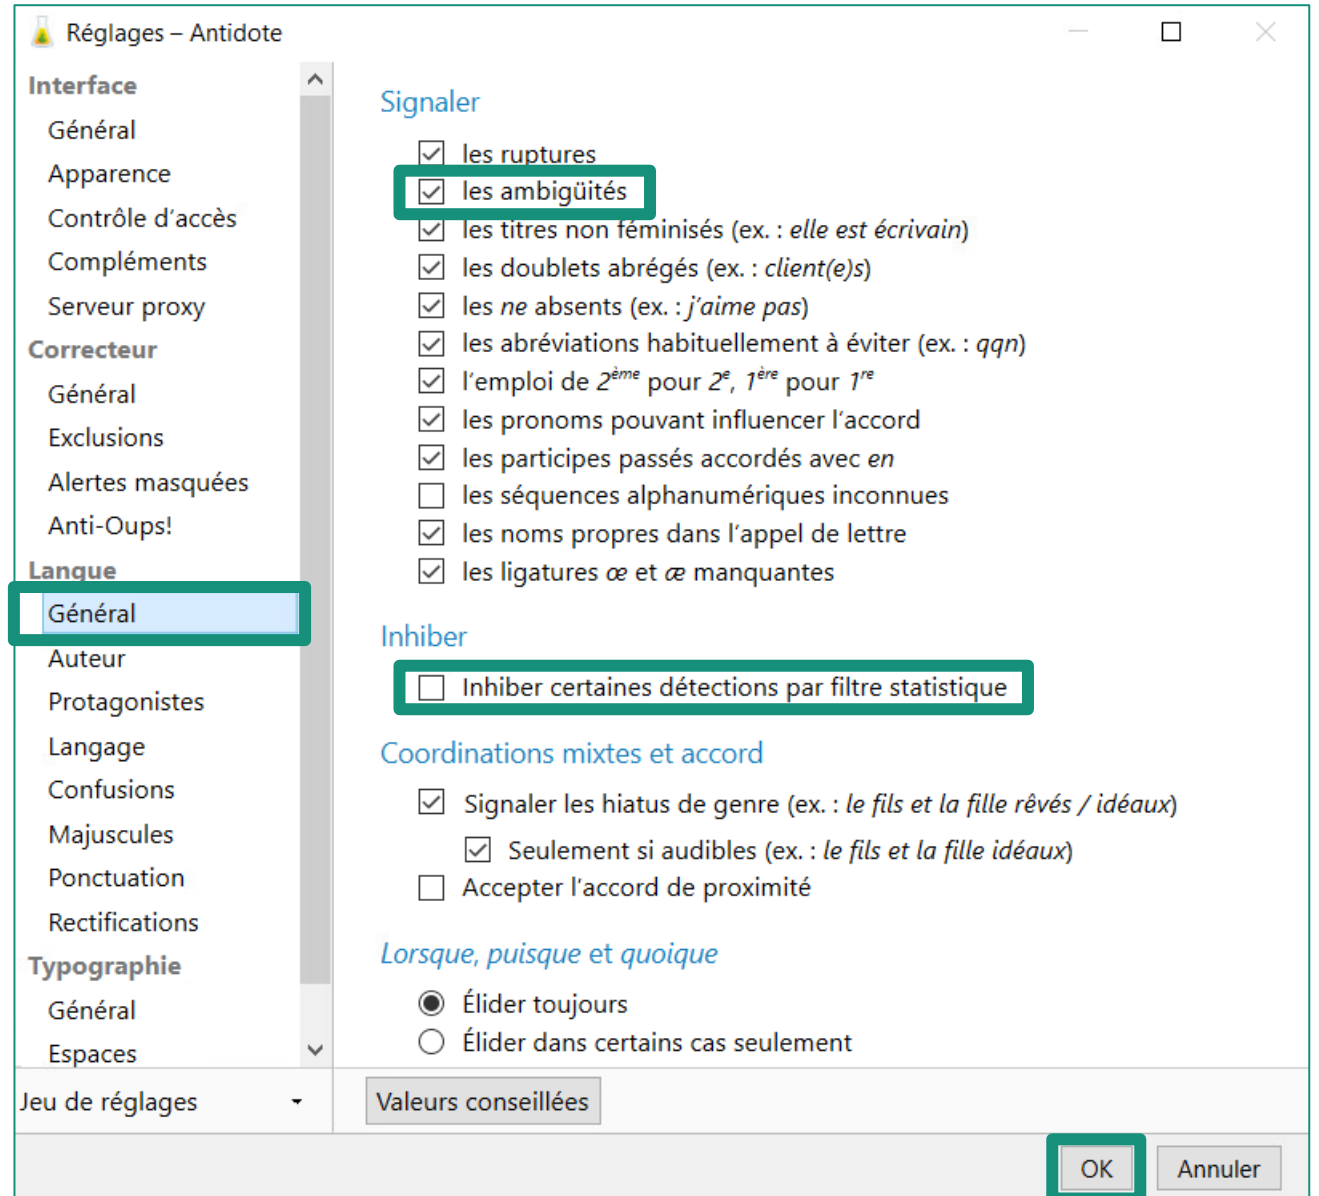 Réglages – Antidote
Interface
Général
Apparence
Contrôle d’accès
Compléments
Serveur proxy
Correcteur
Général
Exclusions
Alertes masquées
Anti-Oups!
Langue
Général
Auteur
Protagonistes
Langage
Confusions
Majuscules
Ponctuation
Rectifications
Typographie
Général
Espaces
Jeu de réglages
Signaler
les ruptures
les ambigüités
les titres non féminisés (ex. : elle est écrivain)
les doublets abrégés (ex. : client(e)s)
les ne absents (ex. : j’aime pas)
les abréviations habituellement à éviter (ex. : qqn)
l’emploi de 2ème pour 2e, 1ère pour 1re
les pronoms pouvant influencer l’accord
les participes passés accordés avec en
les séquences alphanumériques inconnues
les noms propres dans l’appel de lettre
les ligatures œ et æ manquantes
Inhiber
Inhiber certaines détections par filtre statistique
Coordinations mixtes et accord
Signaler les hiatus de genre (ex. : le fils et la fille rêvés / idéaux)
Seulement si audibles (ex. : le fils et la fille idéaux)
Accepter l’accord de proximité
Lorsque, puisque et quoique
Élider toujours
Élider dans certains cas seulement
Valeurs conseillées
OK
Annuler